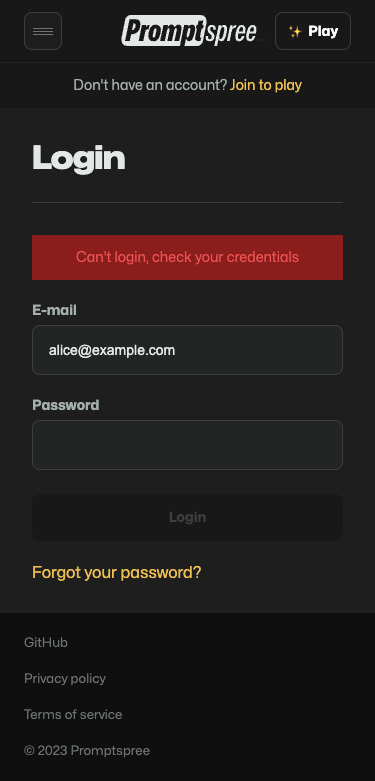 Promptspree
✨ Play
Don't have an account? Join to play
Login
Can't login, check your credentials
E-mail
alice@example.com
Password
Login
Forgot your password?
GitHub
Privacy policy
Terms of service
© 2023 Promptspree